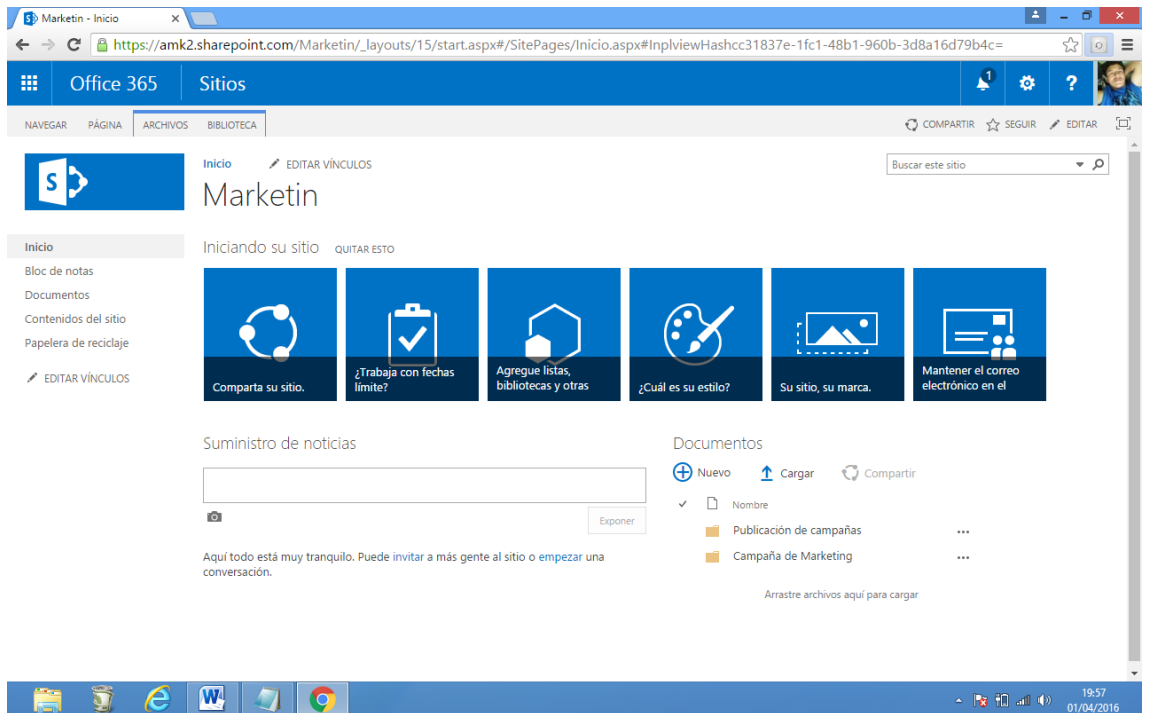 Marketin - Inicio
https://amk2.sharepoint.com/Marketin/_layouts/15/start.aspx#/SitePages/Inicio.aspx#InplviewHashcc31837e-1fc1-48b1-960b-3d8a16d79b4c=
Office 365 Sitios 1 ?
NAVEGAR PÁGINA ARCHIVOS BIBLIOTECA COMPARTIR SEGUIR EDITAR
S
Inicio EDITAR VÍNCULOS Buscar este sitio
Marketin
Inicio
Bloc de notas
Documentos
Contenidos del sitio
Papelera de reciclaje
EDITAR VÍNCULOS
Iniciando su sitio QUITAR ESTO
Comparta su sitio.
¿Trabaja con fechas
límite?
Agregue listas,
bibliotecas y otras
¿Cuál es su estilo?
Su sitio, su marca.
Mantener el correo
electrónico en el
Suministro de noticias
Exponer
Aquí todo está muy tranquilo. Puede invitar a más gente al sitio o empezar una
conversación.
Documentos
Nuevo Cargar Compartir
Nombre
Publicación de campañas ...
Campaña de Marketing ...
Arrastre archivos aquí para cargar
19:57
01/04/2016